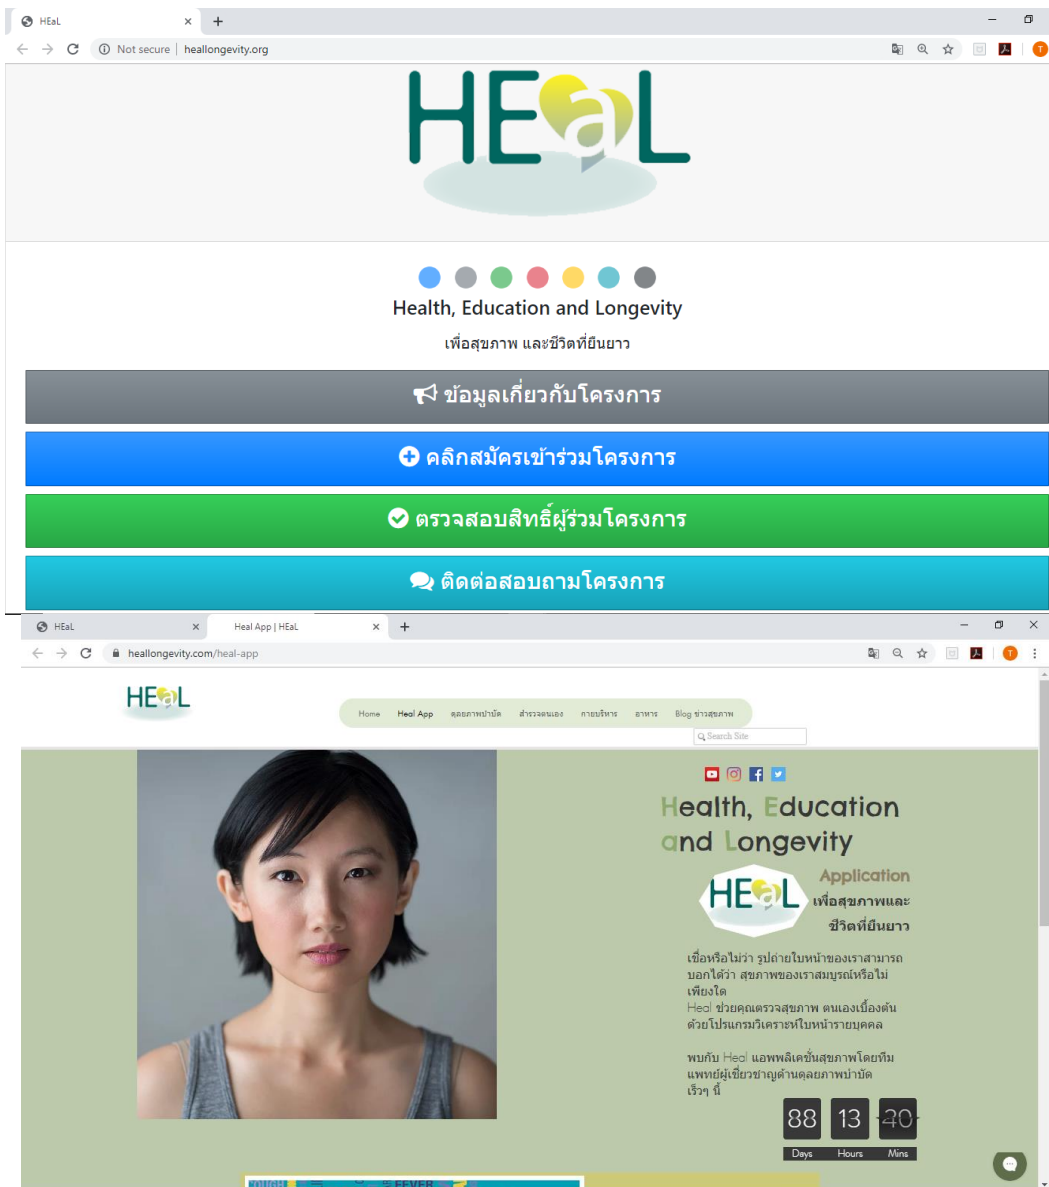 HEaL
Not secure | heallongevity.org
HEaL
Health, Education and Longevity
เพื่อสุขภาพ และชีวิตที่ยืนยาว
ข้อมูลเกี่ยวกับโครงการ
คลิกสมัครเข้าร่วมโครงการ
ตรวจสอบสิทธิ์ผู้ร่วมโครงการ
ติดต่อสอบถามโครงการ
HEaL Heal App | HEaL
heallongevity.com/heal-app
HEaL
Home Heal App ดุลยภาพบำบัด สำรวจตนเอง กายบริหาร อาหาร Blog ข่าวสุขภาพ
Search Site
Health, Education
and Longevity
Application
HEaL
เพื่อสุขภาพและ
ชีวิตที่ยืนยาว
เชื่อหรือไม่ว่า รูปถ่ายใบหน้าของเราสามารถ
บอกได้ว่า สุขภาพของเราสมบูรณ์หรือไม่
เพียงใด
Heal ช่วยคุณตรวจสุขภาพ ตนเองเบื้องต้น
ด้วยโปรแกรมวิเคราะห์ใบหน้ารายบุคคล
พบกับ Heal แอพพลิเคชั่นสุขภาพโดยทีม
แพทย์ผู้เชี่ยวชาญด้านดุลยภาพบำบัด
เร็วๆ นี้
88 13 20
Days Hours Mins
FEVER